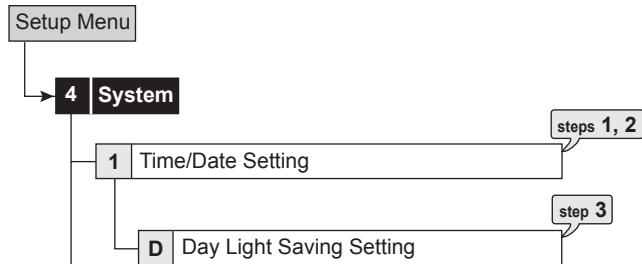 Setup Menu
4 System
steps 1, 2
1 Time/Date Setting
step 3
D Day Light Saving Setting